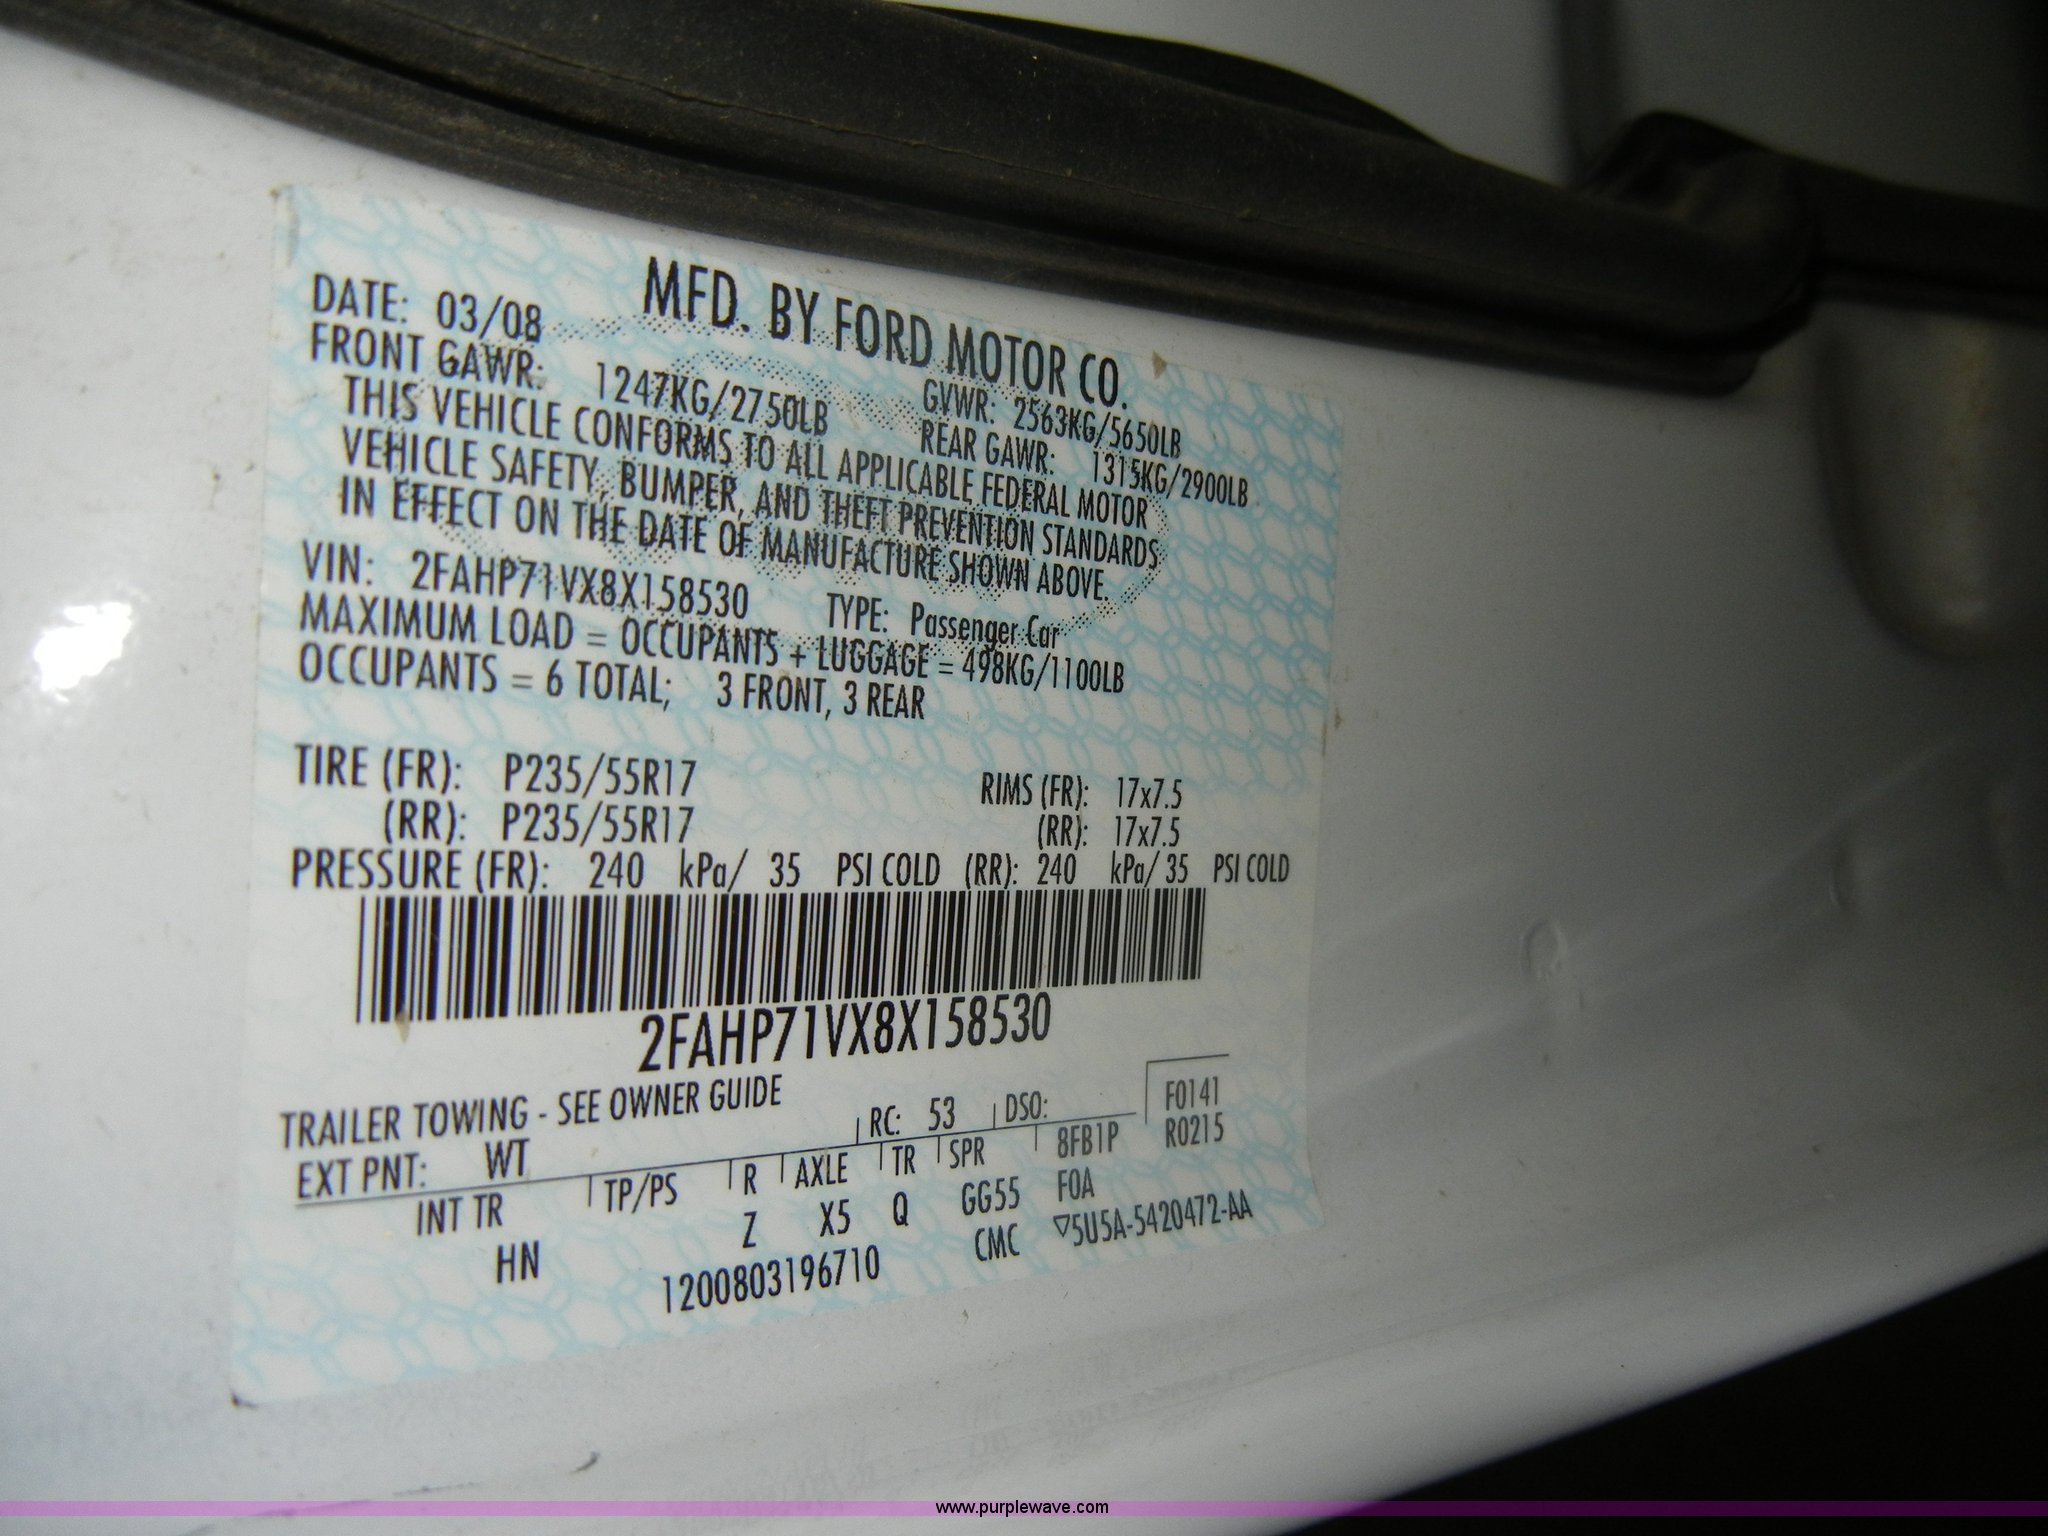 MFD. BY FORD MOTOR CO.
DATE: 03/08 GVWR: 2563KG/5650LB
FRONT GAWR: 1247KG/2750LB REAR GAWR: 1315KG/2900LB
THIS VEHICLE CONFORMS TO ALL APPLICABLE FEDERAL MOTOR
VEHICLE SAFETY, BUMPER, AND THEFT PREVENTION STANDARDS
IN EFFECT ON THE DATE OF MANUFACTURE SHOWN ABOVE.
VIN: 2FAHP71VX8X158530 TYPE: Passenger Car
MAXIMUM LOAD = OCCUPANTS + LUGGAGE = 498KG/1100LB
OCCUPANTS = 6 TOTAL; 3 FRONT, 3 REAR
TIRE (FR): P235/55R17 RIMS (FR): 17x7.5
(RR): P235/55R17 (RR): 17x7.5
PRESSURE (FR): 240 kPa/ 35 PSI COLD (RR): 240 kPa/ 35 PSI COLD
2FAHP71VX8X158530
TRAILER TOWING - SEE OWNER GUIDE
F0141
EXT PNT: WT RC: 53 DSO: R0215
INT TR TP/PS R AXLE TR SPR 8FB1P
HN Z X5 Q GG55 F0A
1200803196710 CMC ▽5U5A-5420472-AA
www.purplewave.com